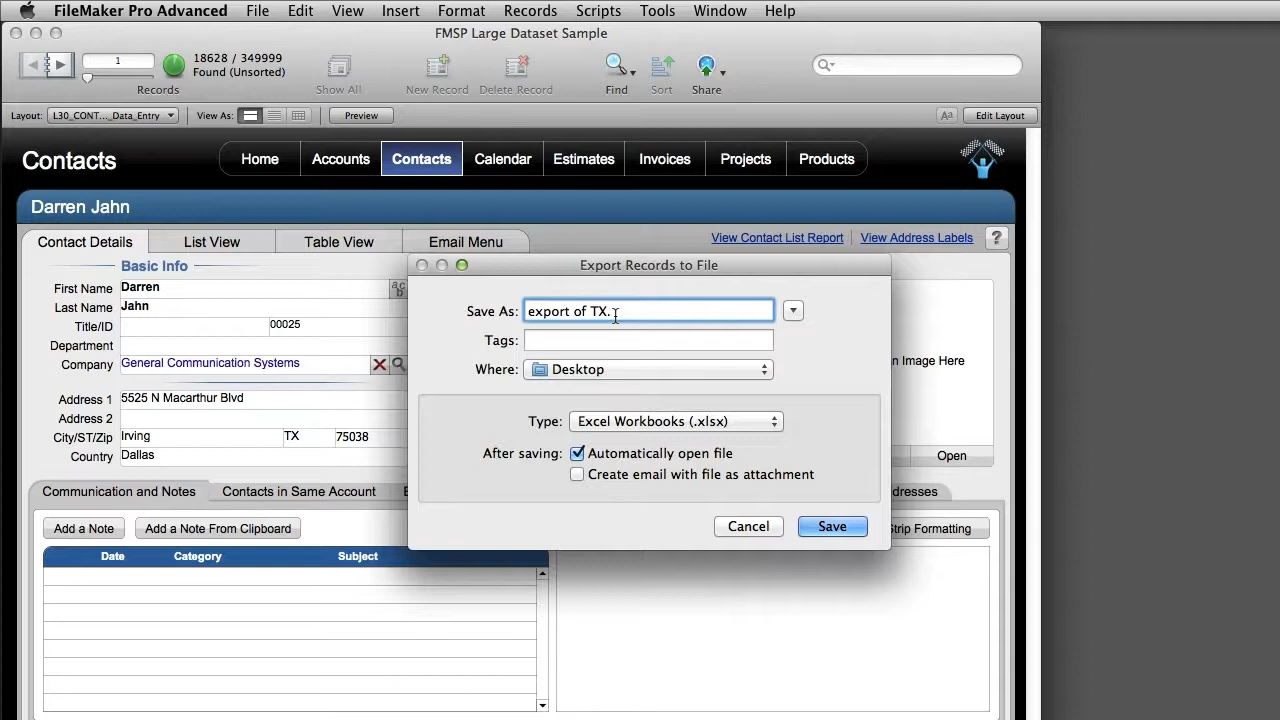 FileMaker Pro Advanced File Edit View Insert Format Records Scripts Tools Window Help
FMSP Large Dataset Sample
1
18628 / 349999
Found (Unsorted)
Records Show All New Record Delete Record Find Sort Share
Layout: L30_CONT..._Data_Entry View As: Preview Aa Edit Layout
Contacts
Home Accounts Contacts Calendar Estimates Invoices Projects Products
Darren Jahn
Contact Details List View Table View Email Menu View Contact List Report View Address Labels ?
Basic Info
First Name Darren
Last Name Jahn
Title/ID 00025
Department
Company General Communication Systems
Address 1 5525 N Macarthur Blvd
Address 2
City/ST/Zip Irving TX 75038
Country Dallas
Export Records to File
Save As: export of TX.
Tags:
Where: Desktop
Type: Excel Workbooks (.xlsx)
After saving: Automatically open file
Create email with file as attachment
Cancel Save
n Image Here
Open
Communication and Notes Contacts in Same Account E dresses
Add a Note Add a Note From Clipboard trip Formatting
Date Category Subject